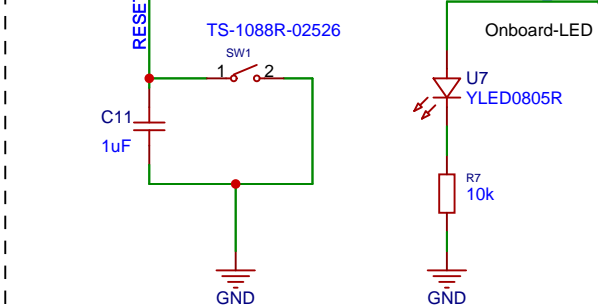 RESET
TS-1088R-02526
SW1
1
2
C11
1uF
GND
Onboard-LED
U7
YLED0805R
R7
10k
GND